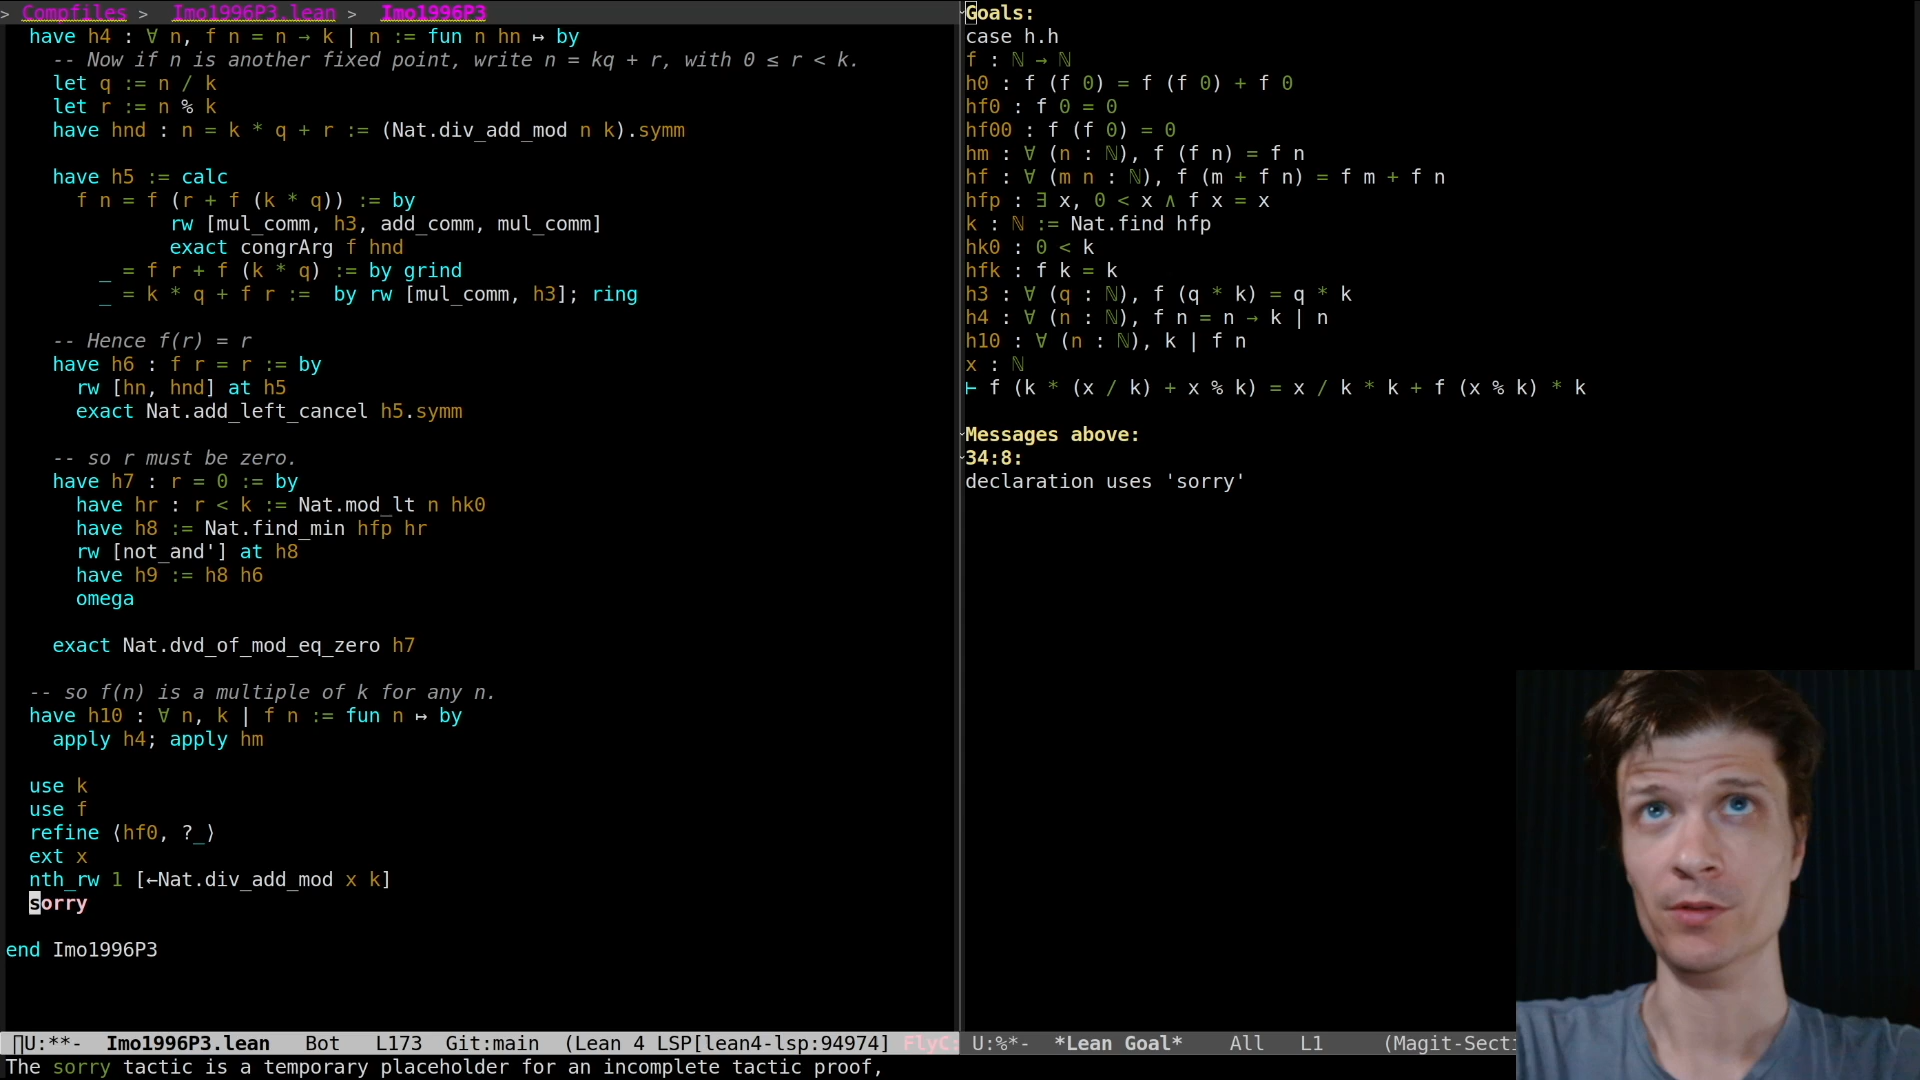 > Compfiles > Imo1996P3.lean > Imo1996P3
have h4 : ∀ n, f n = n → k ∣ n := fun n hn ↦ by
-- Now if n is another fixed point, write n = kq + r, with 0 ≤ r < k.
let q := n / k
let r := n % k
have hnd : n = k * q + r := (Nat.div_add_mod n k).symm
have h5 := calc
f n = f (r + f (k * q)) := by
rw [mul_comm, h3, add_comm, mul_comm]
exact congrArg f hnd
_ = f r + f (k * q) := by grind
_ = k * q + f r :=  by rw [mul_comm, h3]; ring
-- Hence f(r) = r
have h6 : f r = r := by
rw [hn, hnd] at h5
exact Nat.add_left_cancel h5.symm
-- so r must be zero.
have h7 : r = 0 := by
have hr : r < k := Nat.mod_lt n hk0
have h8 := Nat.find_min hfp hr
rw [not_and'] at h8
have h9 := h8 h6
omega
exact Nat.dvd_of_mod_eq_zero h7
-- so f(n) is a multiple of k for any n.
have h10 : ∀ n, k ∣ f n := fun n ↦ by
apply h4; apply hm
use k
use f
refine ⟨hf0, ?_⟩
ext x
nth_rw 1 [←Nat.div_add_mod x k]
sorry
end Imo1996P3
U:**-  Imo1996P3.lean   Bot   L173  Git:main  (Lean 4 LSP[lean4-lsp:94974] FlyC:
The sorry tactic is a temporary placeholder for an incomplete tactic proof,
Goals:
case h.h
f : ℕ → ℕ
h0 : f (f 0) = f (f 0) + f 0
hf0 : f 0 = 0
hf00 : f (f 0) = 0
hm : ∀ (n : ℕ), f (f n) = f n
hf : ∀ (m n : ℕ), f (m + f n) = f m + f n
hfp : ∃ x, 0 < x ∧ f x = x
k : ℕ := Nat.find hfp
hk0 : 0 < k
hfk : f k = k
h3 : ∀ (q : ℕ), f (q * k) = q * k
h4 : ∀ (n : ℕ), f n = n → k ∣ n
h10 : ∀ (n : ℕ), k ∣ f n
x : ℕ
⊢ f (k * (x / k) + x % k) = x / k * k + f (x % k) * k
Messages above:
34:8:
declaration uses 'sorry'
U:%*-  *Lean Goal*    All   L1     (Magit-Secti